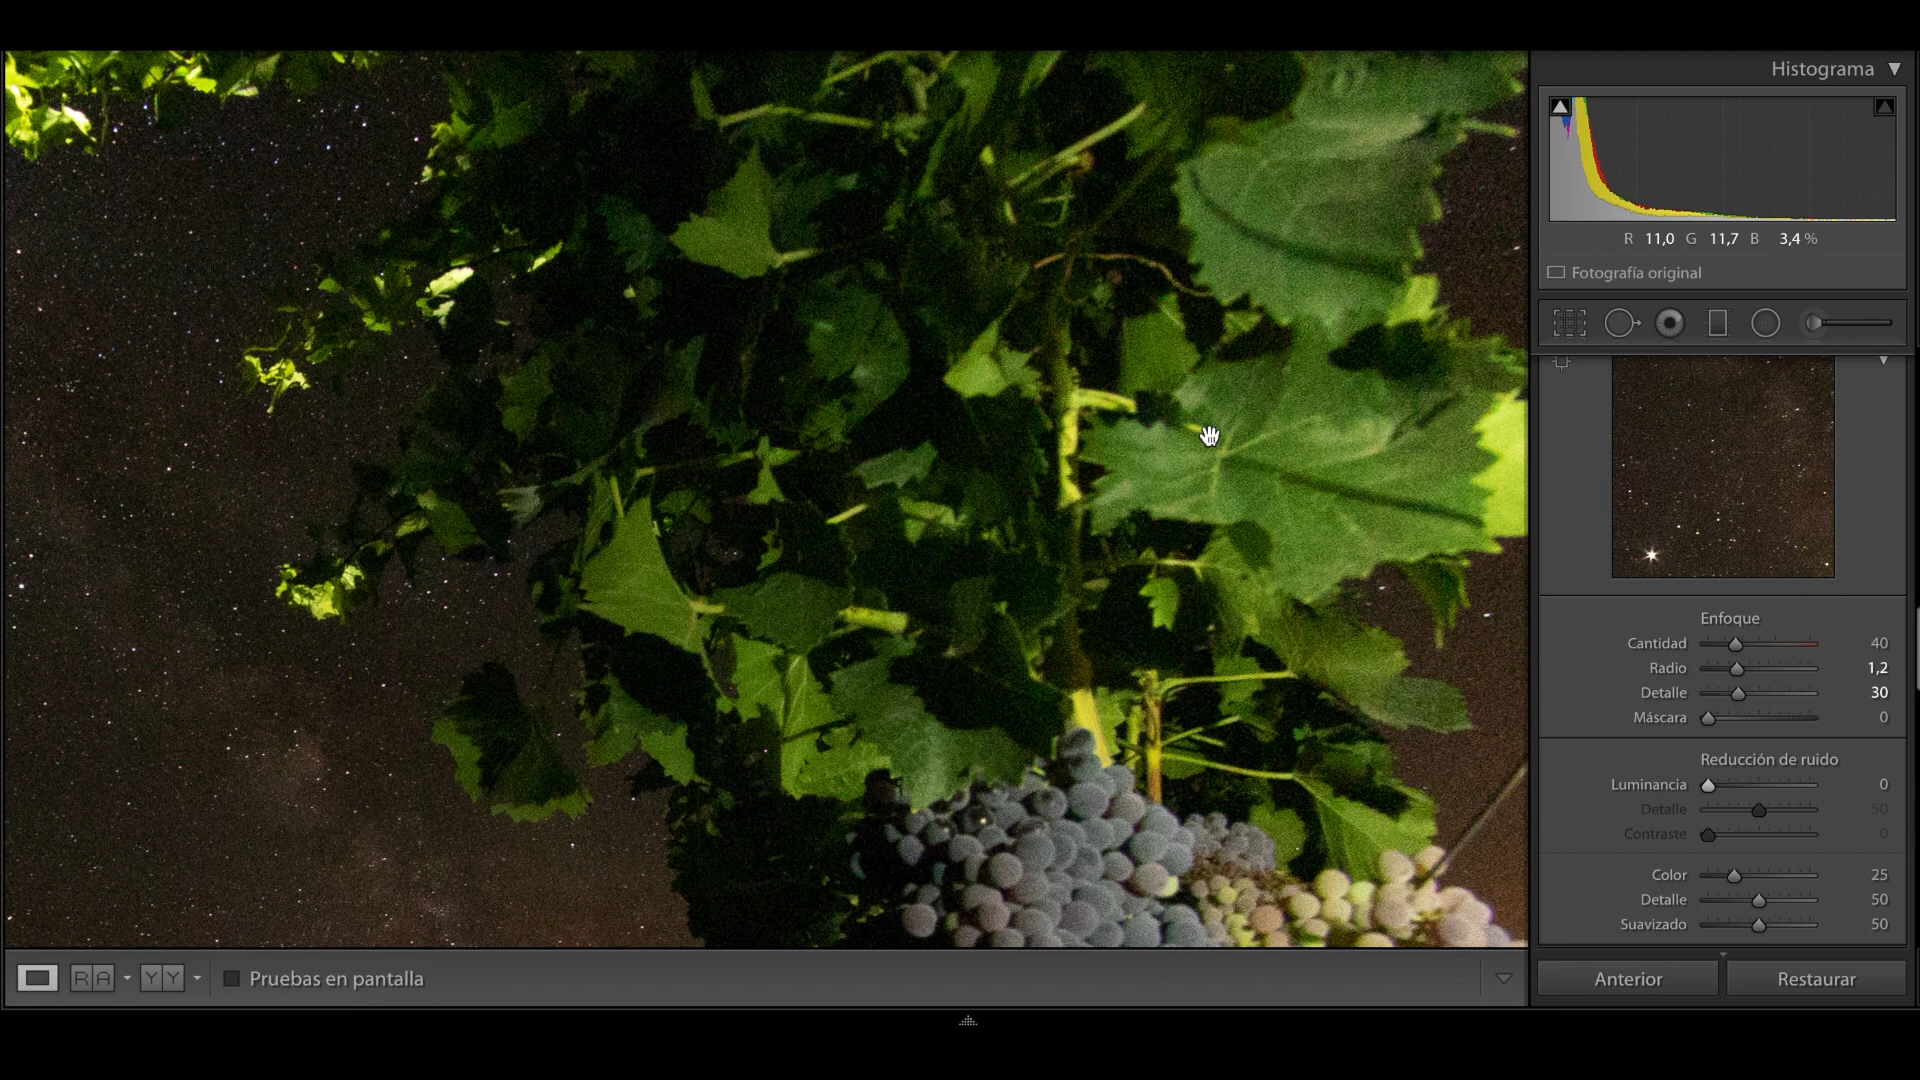 Histograma
R 11,0 G 11,7 B 3,4 %
Fotografía original
Enfoque
Cantidad 40
Radio 1,2
Detalle 30
Máscara 0
Reducción de ruido
Luminancia 0
Detalle 50
Contraste 0
Color 25
Detalle 50
Suavizado 50
R A Y Y Pruebas en pantalla
Anterior Restaurar